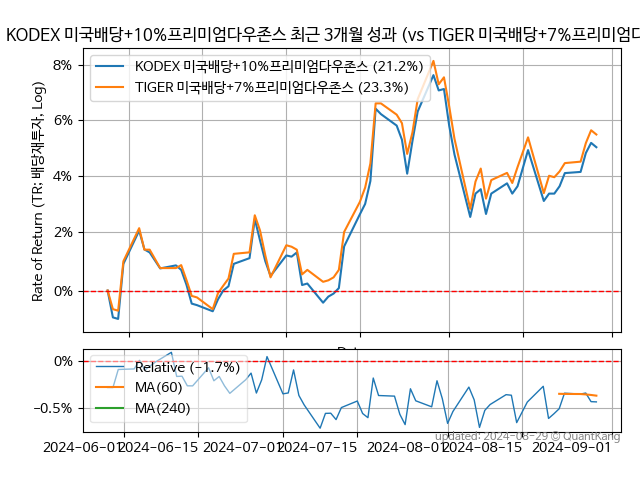 KODEX 미국배당+10%프리미엄다우존스 최근 3개월 성과 (vs TIGER 미국배당+7%프리미엄다
8%
6%
4%
2%
0%
Rate of Return (TR: 배당재투자, Log)
KODEX 미국배당+10%프리미엄다우존스 (21.2%)
TIGER 미국배당+7%프리미엄다우존스 (23.3%)
0%
−0.5%
Relative (−1.7%)
MA(60)
MA(240)
updated: 2024-08-29 © QuantKang
2024-06-01
2024-06-15
2024-07-01
2024-07-15
2024-08-01
2024-08-15
2024-09-01